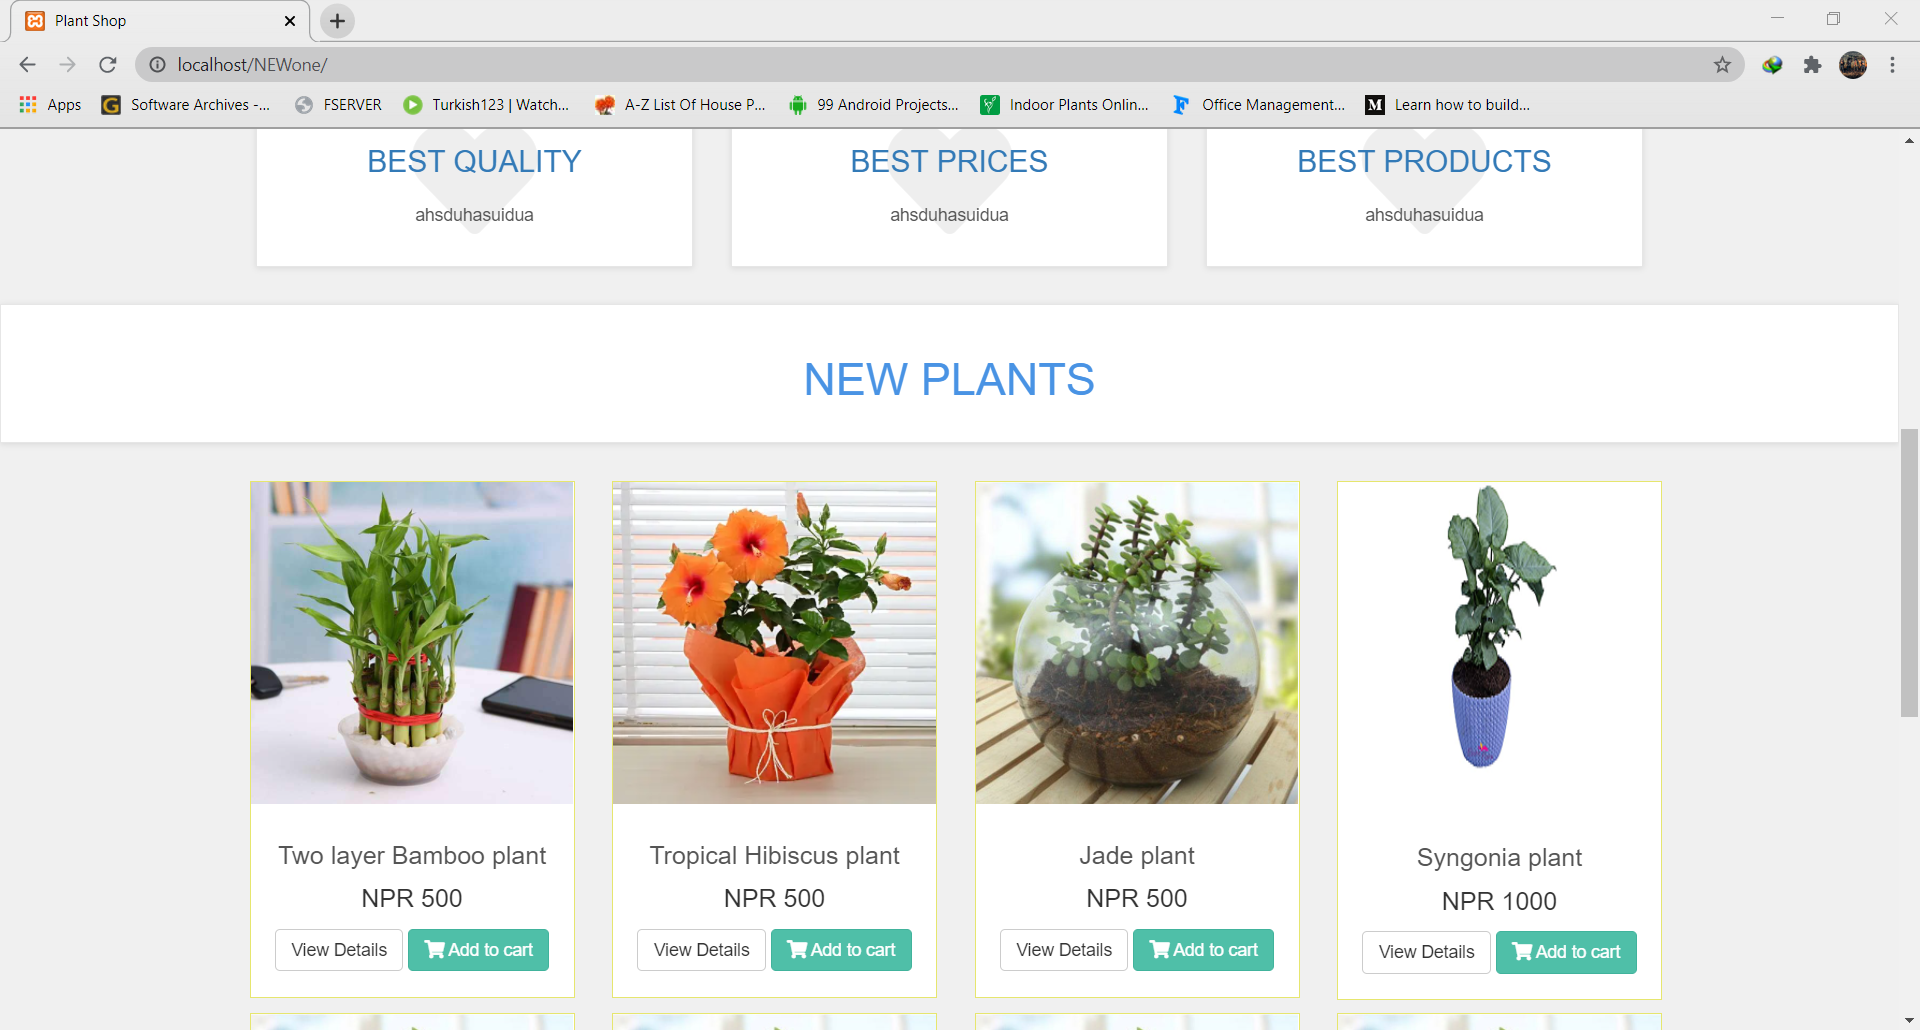 Plant Shop
localhost/NEWone/
Apps
Software Archives -...
FSERVER
Turkish123 | Watch...
A-Z List Of House P...
99 Android Projects...
Indoor Plants Onlin...
Office Management...
Learn how to build...
BEST QUALITY
ahsduhasuidua
BEST PRICES
ahsduhasuidua
BEST PRODUCTS
ahsduhasuidua
NEW PLANTS
Two layer Bamboo plant
NPR 500
View Details
Add to cart
Tropical Hibiscus plant
NPR 500
View Details
Add to cart
Jade plant
NPR 500
View Details
Add to cart
Syngonia plant
NPR 1000
View Details
Add to cart